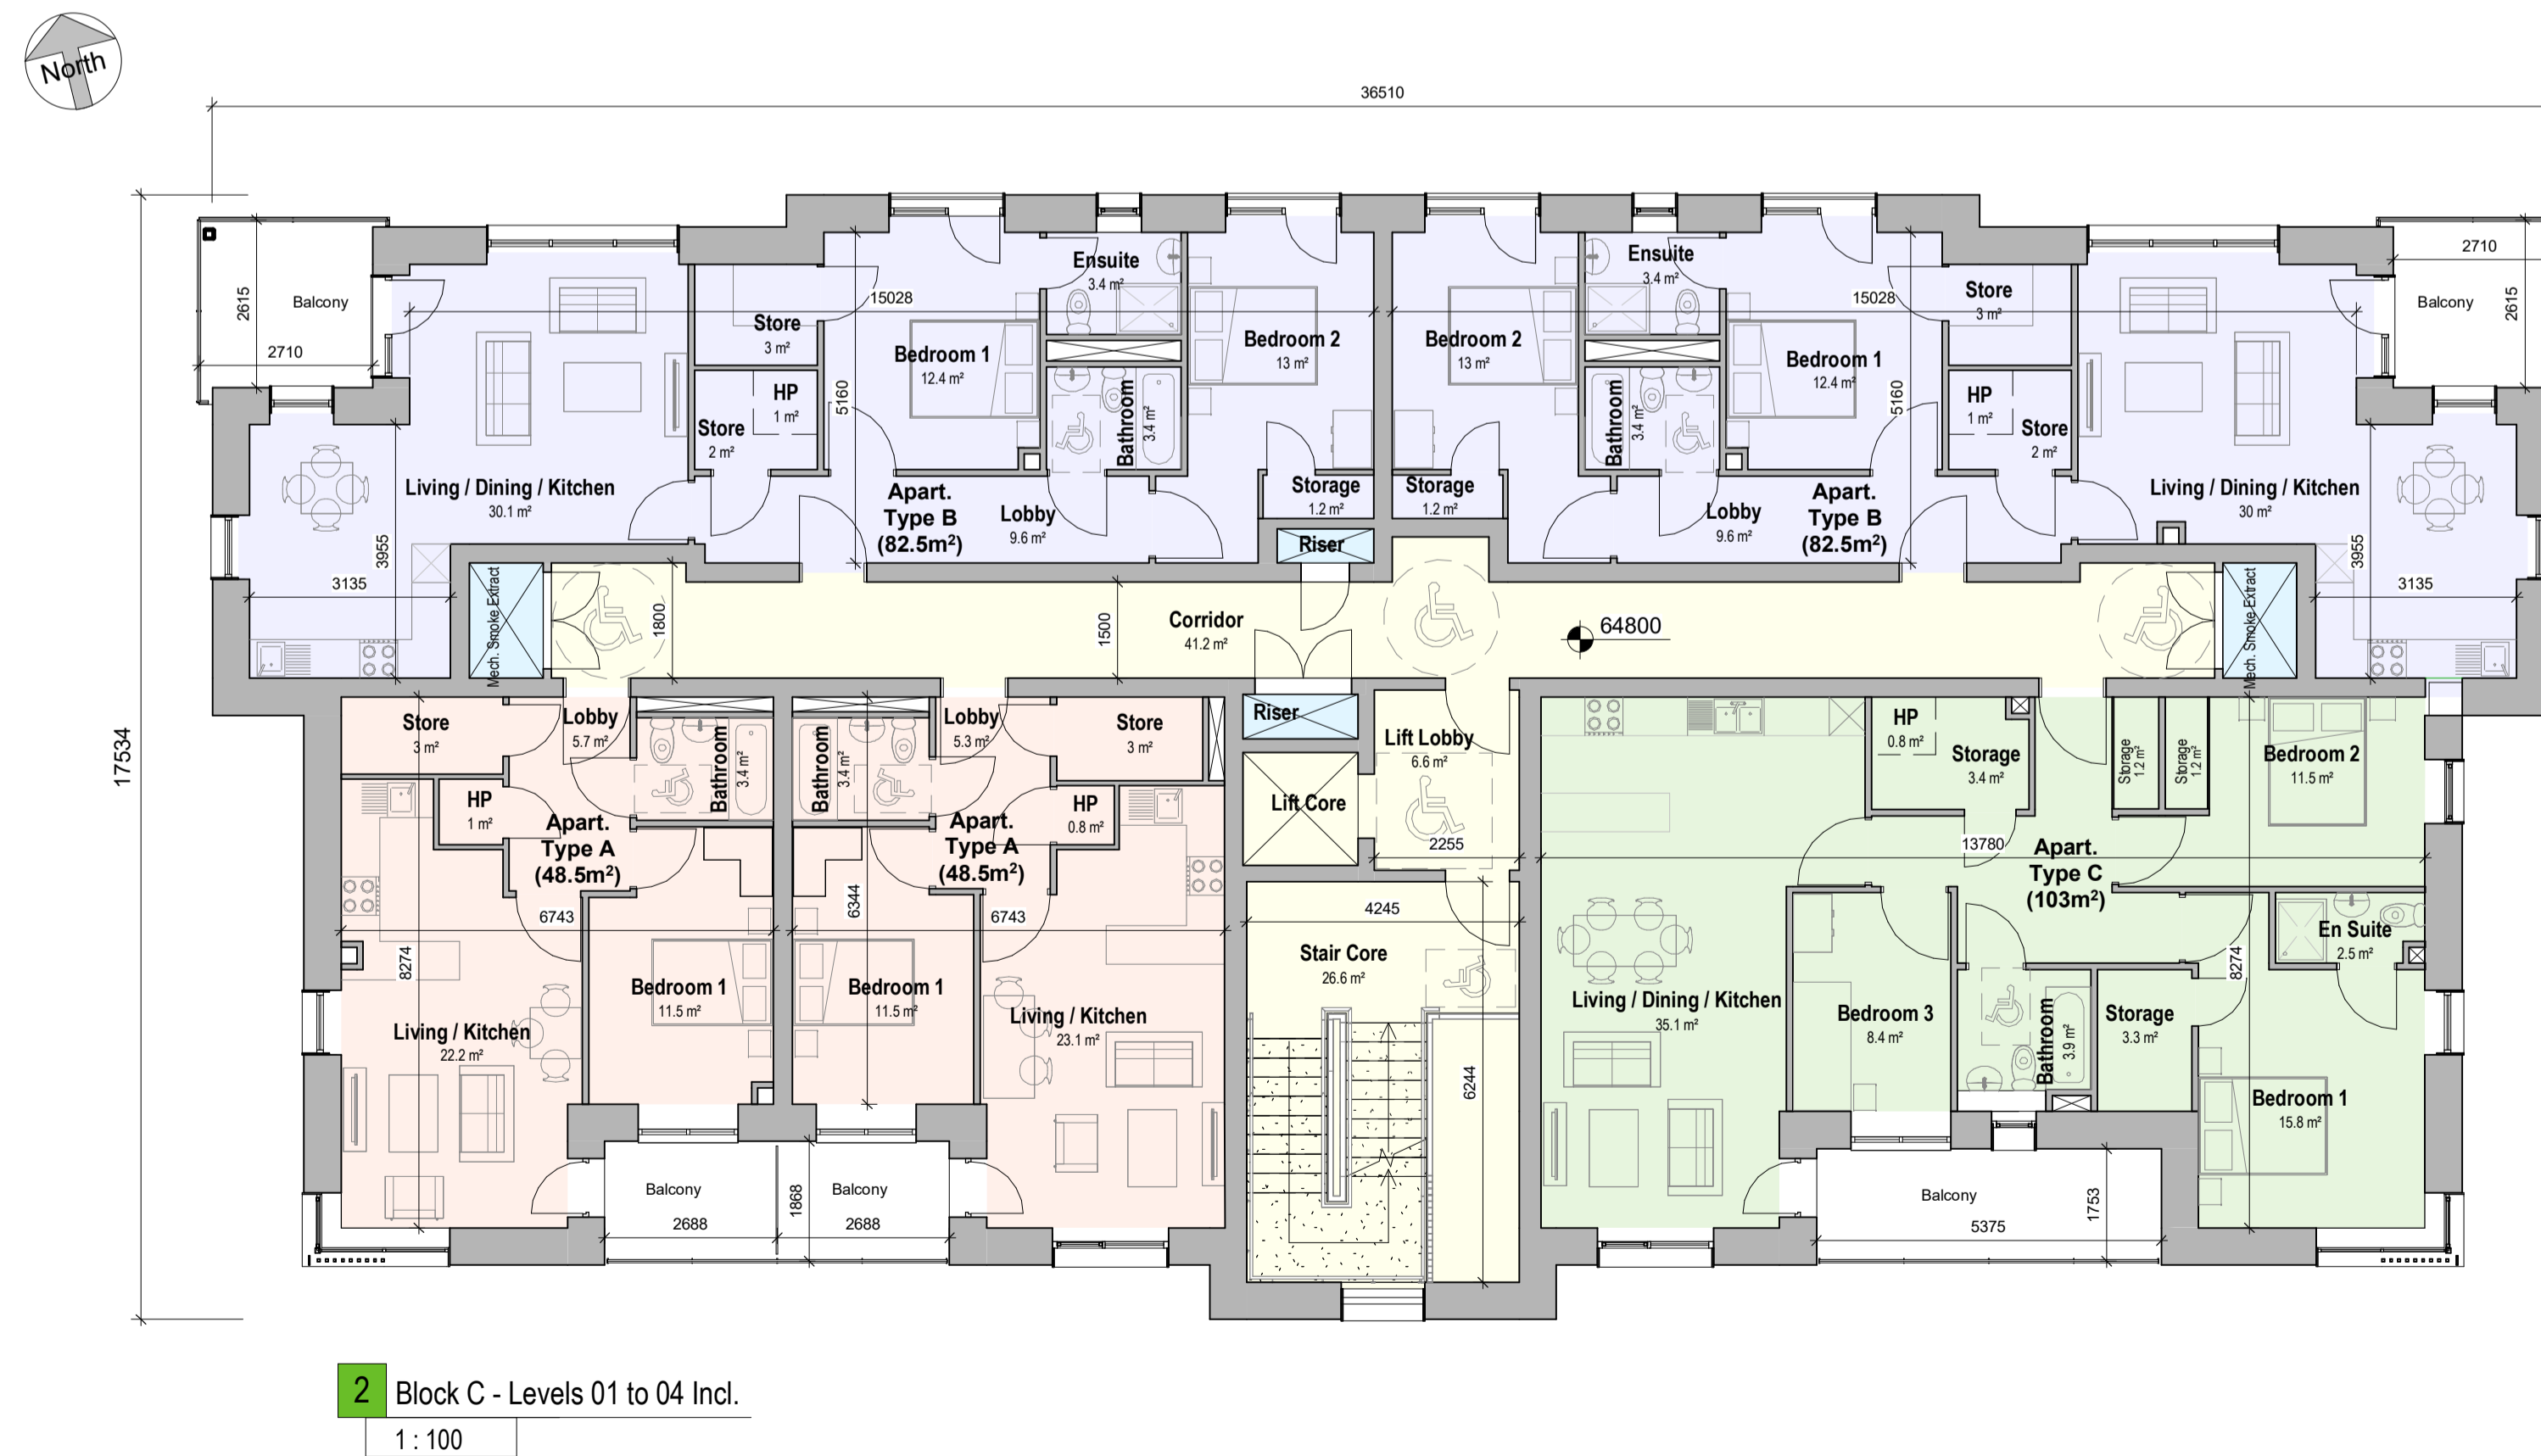 North
36510
17534
2615
Balcony
2710
15028
Store
3 m²
HP
1 m²
Store
2 m²
5160
Bedroom 1
12.4 m²
Ensuite
3.4 m²
Bathroom
3.4 m²
Bedroom 2
13 m²
Storage
1.2 m²
Living / Dining / Kitchen
30.1 m²
3955
3135
Apart.
Type B
(82.5m²)
Lobby
9.6 m²
Riser
Bedroom 2
13 m²
Storage
1.2 m²
Ensuite
3.4 m²
Bathroom
3.4 m²
Bedroom 1
12.4 m²
15028
5160
Store
3 m²
HP
1 m²
Store
2 m²
Lobby
9.6 m²
Apart.
Type B
(82.5m²)
Living / Dining / Kitchen
30 m²
Balcony
2710
2615
3955
3135
Mech. Smoke Extract
1800
1500
Corridor
41.2 m²
64800
Mech. Smoke Extract
Store
3 m²
Lobby
5.7 m²
HP
1 m²
Bathroom
3.4 m²
Apart.
Type A
(48.5m²)
6743
8274
Bedroom 1
11.5 m²
Living / Kitchen
22.2 m²
Balcony
2688
1868
Bathroom
3.4 m²
Lobby
5.3 m²
Store
3 m²
HP
0.8 m²
Apart.
Type A
(48.5m²)
6344
6743
Bedroom 1
11.5 m²
Living / Kitchen
23.1 m²
Balcony
2688
Riser
Lift Lobby
6.6 m²
Lift Core
2255
4245
Stair Core
26.6 m²
6244
HP
0.8 m²
Storage
3.4 m²
Storage
1.2 m²
Storage
1.2 m²
Bedroom 2
11.5 m²
13780
Apart.
Type C
(103m²)
En Suite
2.5 m²
8274
Living / Dining / Kitchen
35.1 m²
Bedroom 3
8.4 m²
Bathroom
3.9 m²
Storage
3.3 m²
Bedroom 1
15.8 m²
Balcony
5375
1753
2 Block C - Levels 01 to 04 Incl.
1 : 100